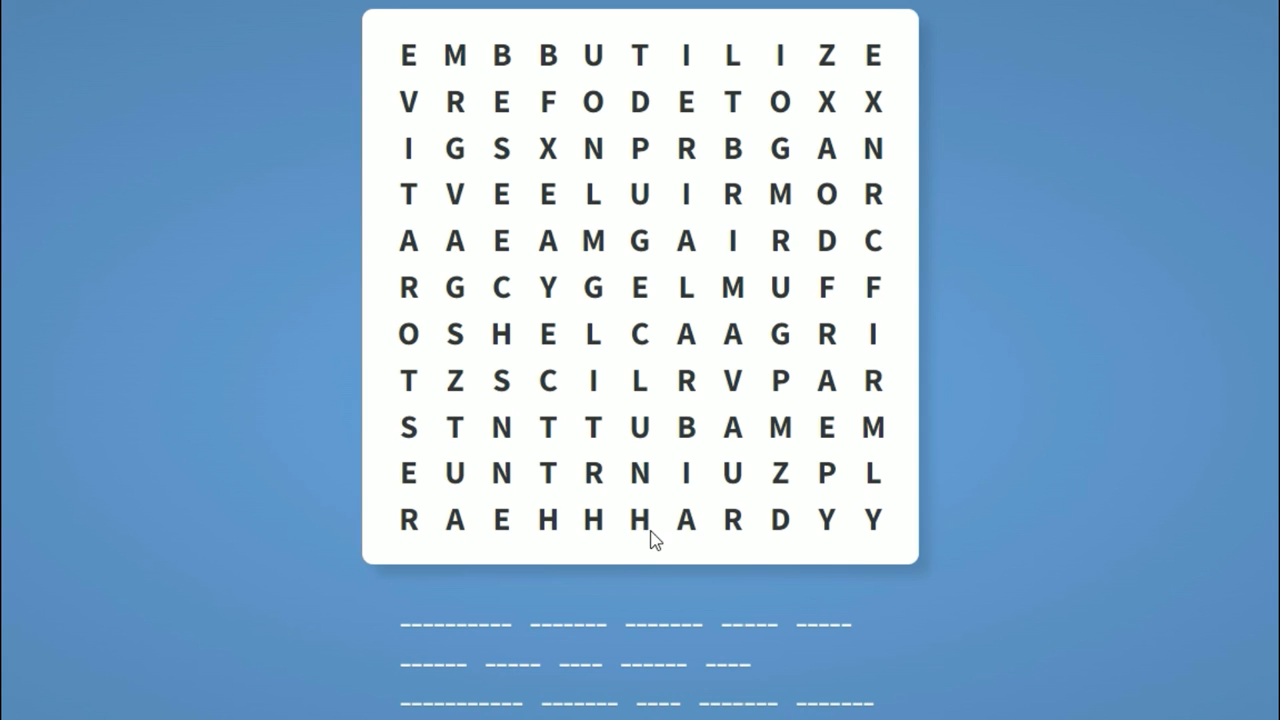 E M B B U T I L I Z E
V R E F O D E T O X X
I G S X N P R B G A N
T V E E L U I R M O R
A A E A M G A I R D C
R G C Y G E L M U F F
O S H E L C A A G R I
T Z S C I L R V P A R
S T N T T U B A M E M
E U N T R N I U Z P L
R A E H H H A R D Y Y